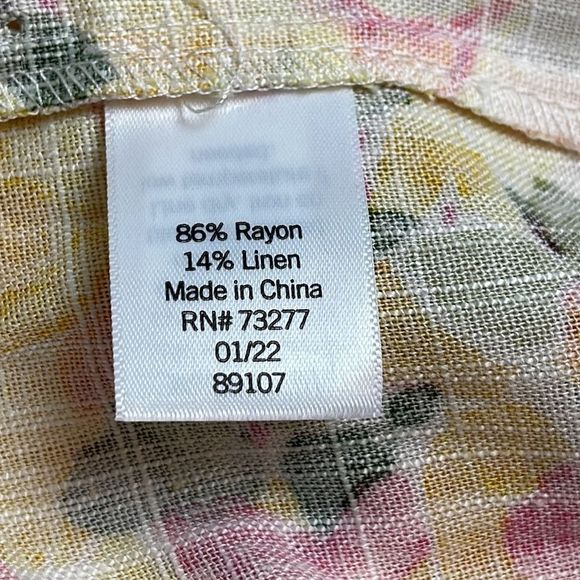 86% Rayon
14% Linen
Made in China
RN# 73277
01/22
89107